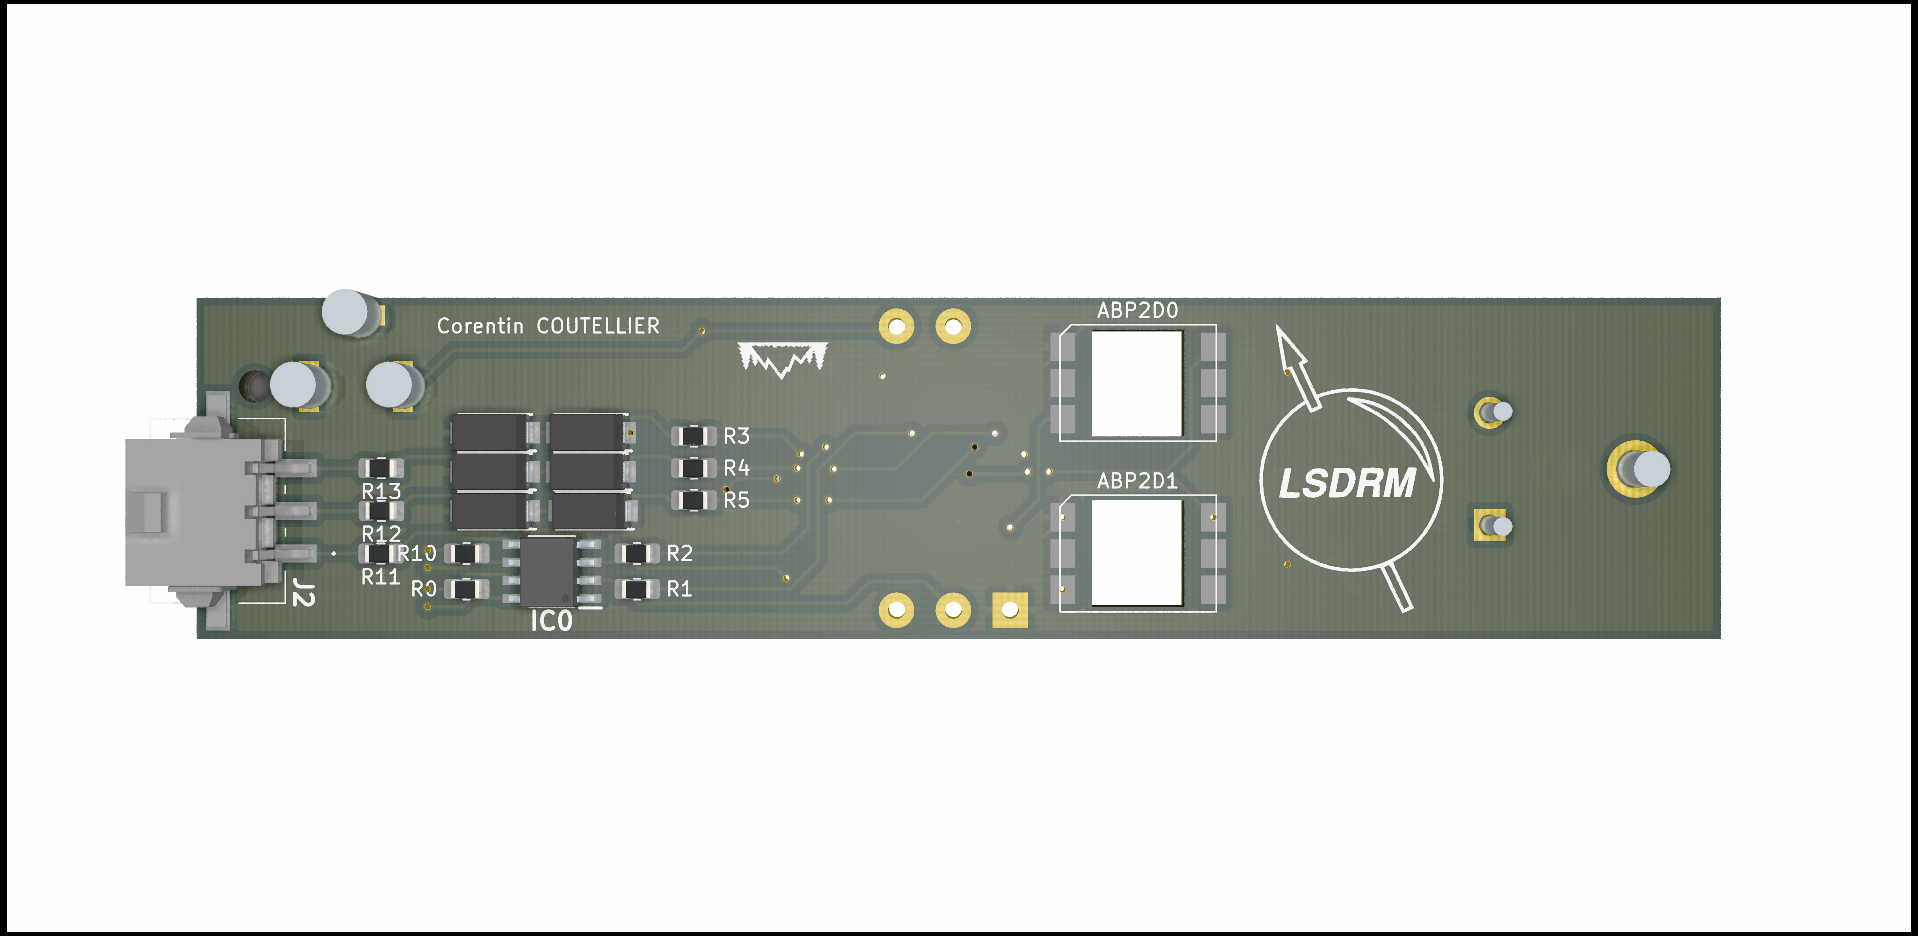 ABP2D0
Corentin COUTELLIER
R3
R4
R5
ABP2D1
LSDRM
R13
R12
R10
R2
R11
R0
R1
J2
IC0